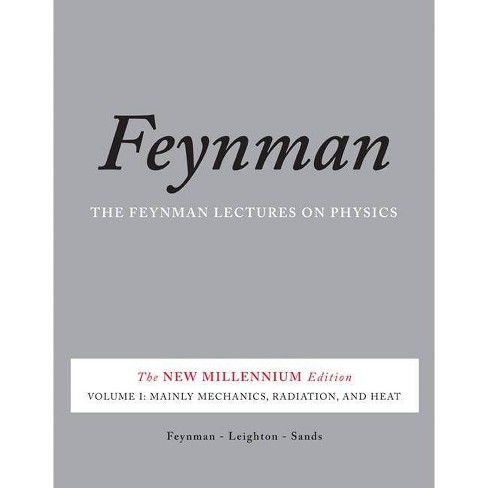 Feynman
THE FEYNMAN LECTURES ON PHYSICS
The NEW MILLENNIUM Edition
VOLUME I: MAINLY MECHANICS, RADIATION, AND HEAT
Feynman - Leighton - Sands